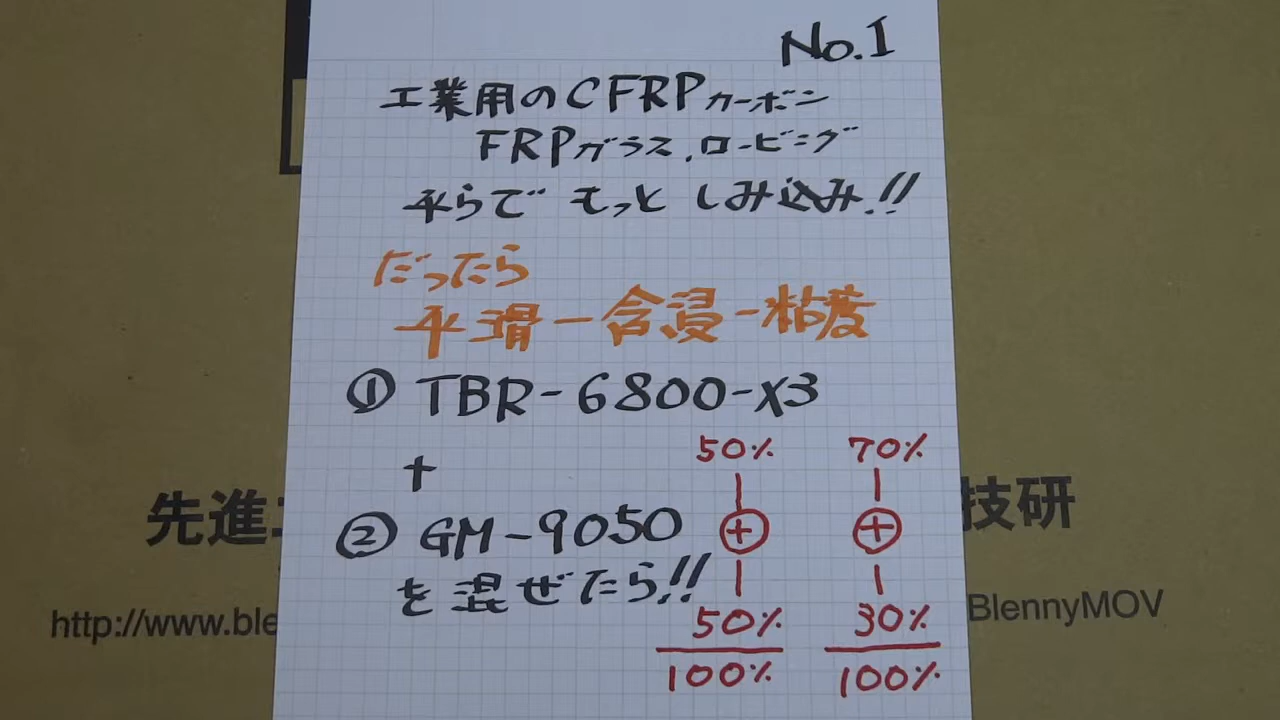 No.1
工業用のCFRPカーボン
FRPガラス、ロービング
平らでもっとしみ込み!!
だったら
平滑-含浸-粘度
① TBR-6800-X3
50% 70%
+
② GM-9050 + +
を混ぜたら!!
50% 30%
100% 100%
先進 技研
http://www.ble BlennyMOV